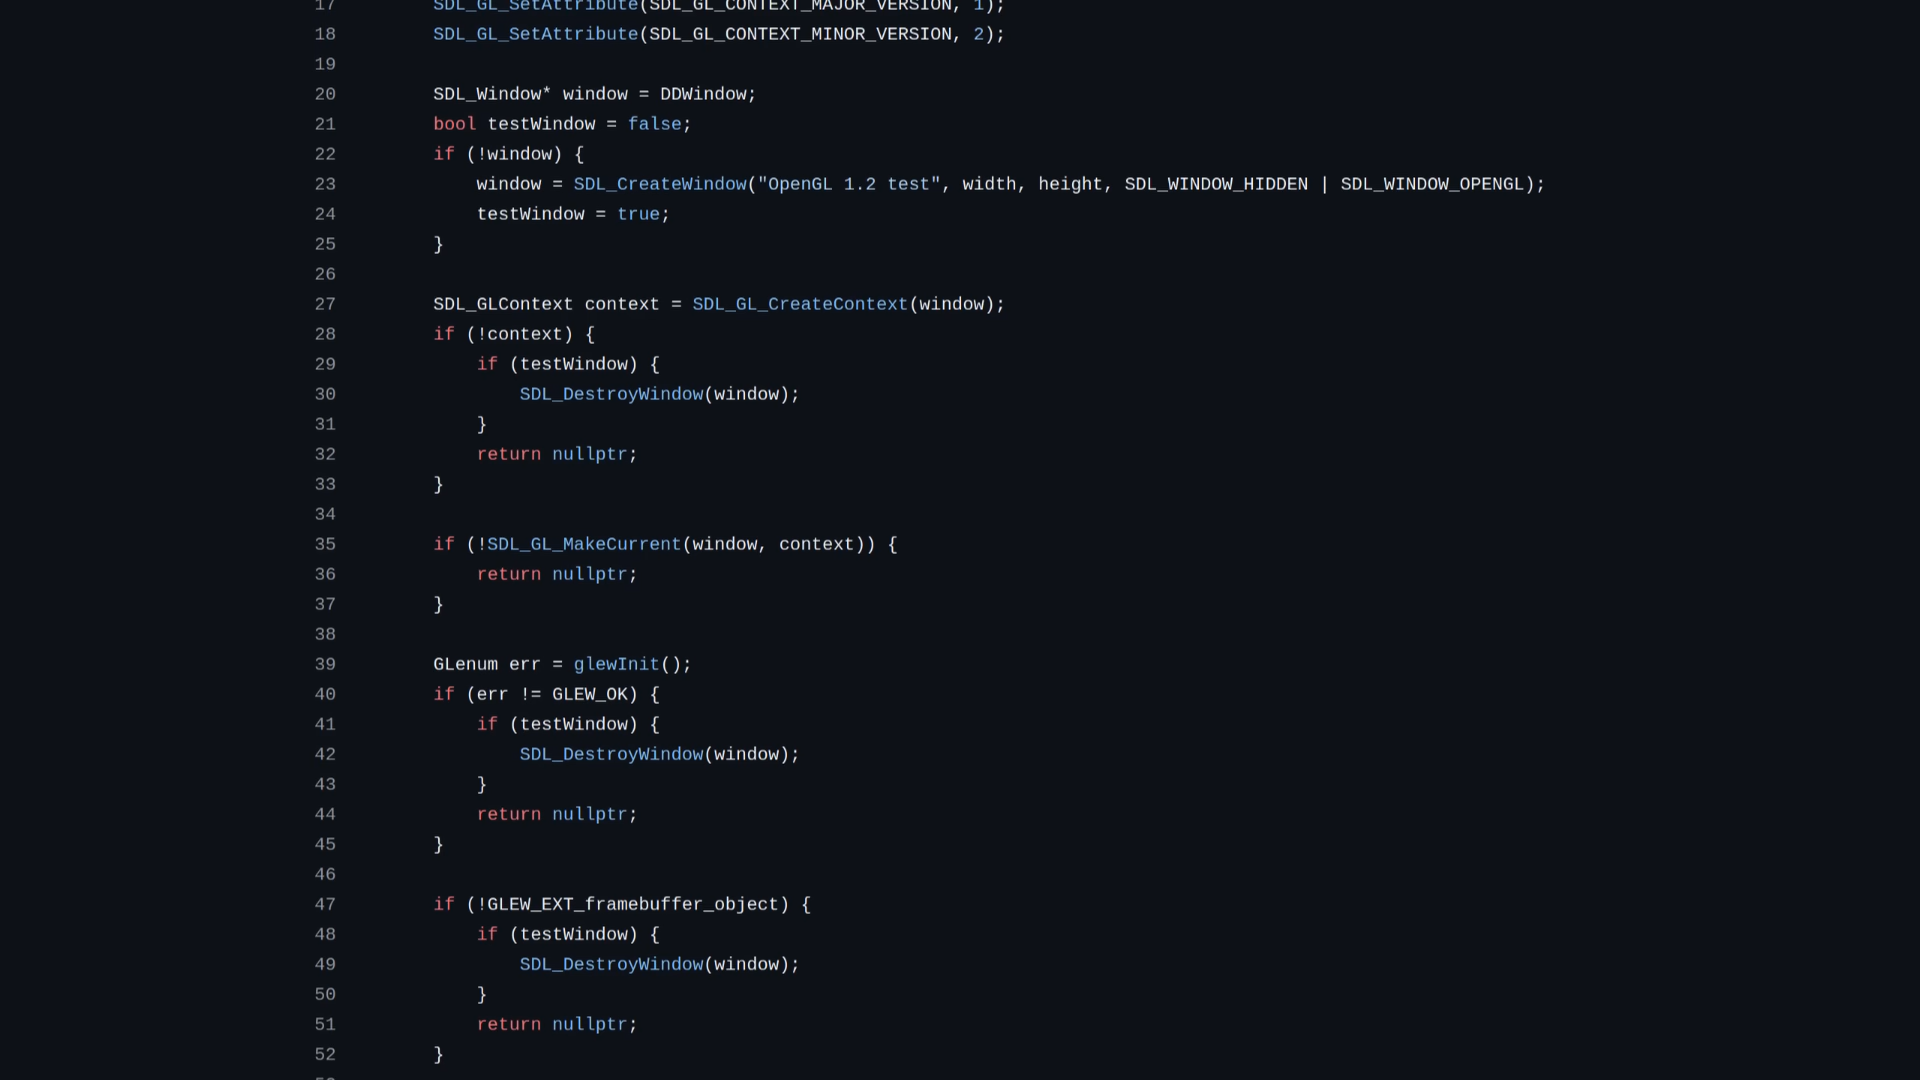 17 SDL_GL_SetAttribute(SDL_GL_CONTEXT_MAJOR_VERSION, 1);
18 SDL_GL_SetAttribute(SDL_GL_CONTEXT_MINOR_VERSION, 2);
19
20 SDL_Window* window = DDWindow;
21 bool testWindow = false;
22 if (!window) {
23 window = SDL_CreateWindow("OpenGL 1.2 test", width, height, SDL_WINDOW_HIDDEN | SDL_WINDOW_OPENGL);
24 testWindow = true;
25 }
26
27 SDL_GLContext context = SDL_GL_CreateContext(window);
28 if (!context) {
29 if (testWindow) {
30 SDL_DestroyWindow(window);
31 }
32 return nullptr;
33 }
34
35 if (!SDL_GL_MakeCurrent(window, context)) {
36 return nullptr;
37 }
38
39 GLenum err = glewInit();
40 if (err != GLEW_OK) {
41 if (testWindow) {
42 SDL_DestroyWindow(window);
43 }
44 return nullptr;
45 }
46
47 if (!GLEW_EXT_framebuffer_object) {
48 if (testWindow) {
49 SDL_DestroyWindow(window);
50 }
51 return nullptr;
52 }